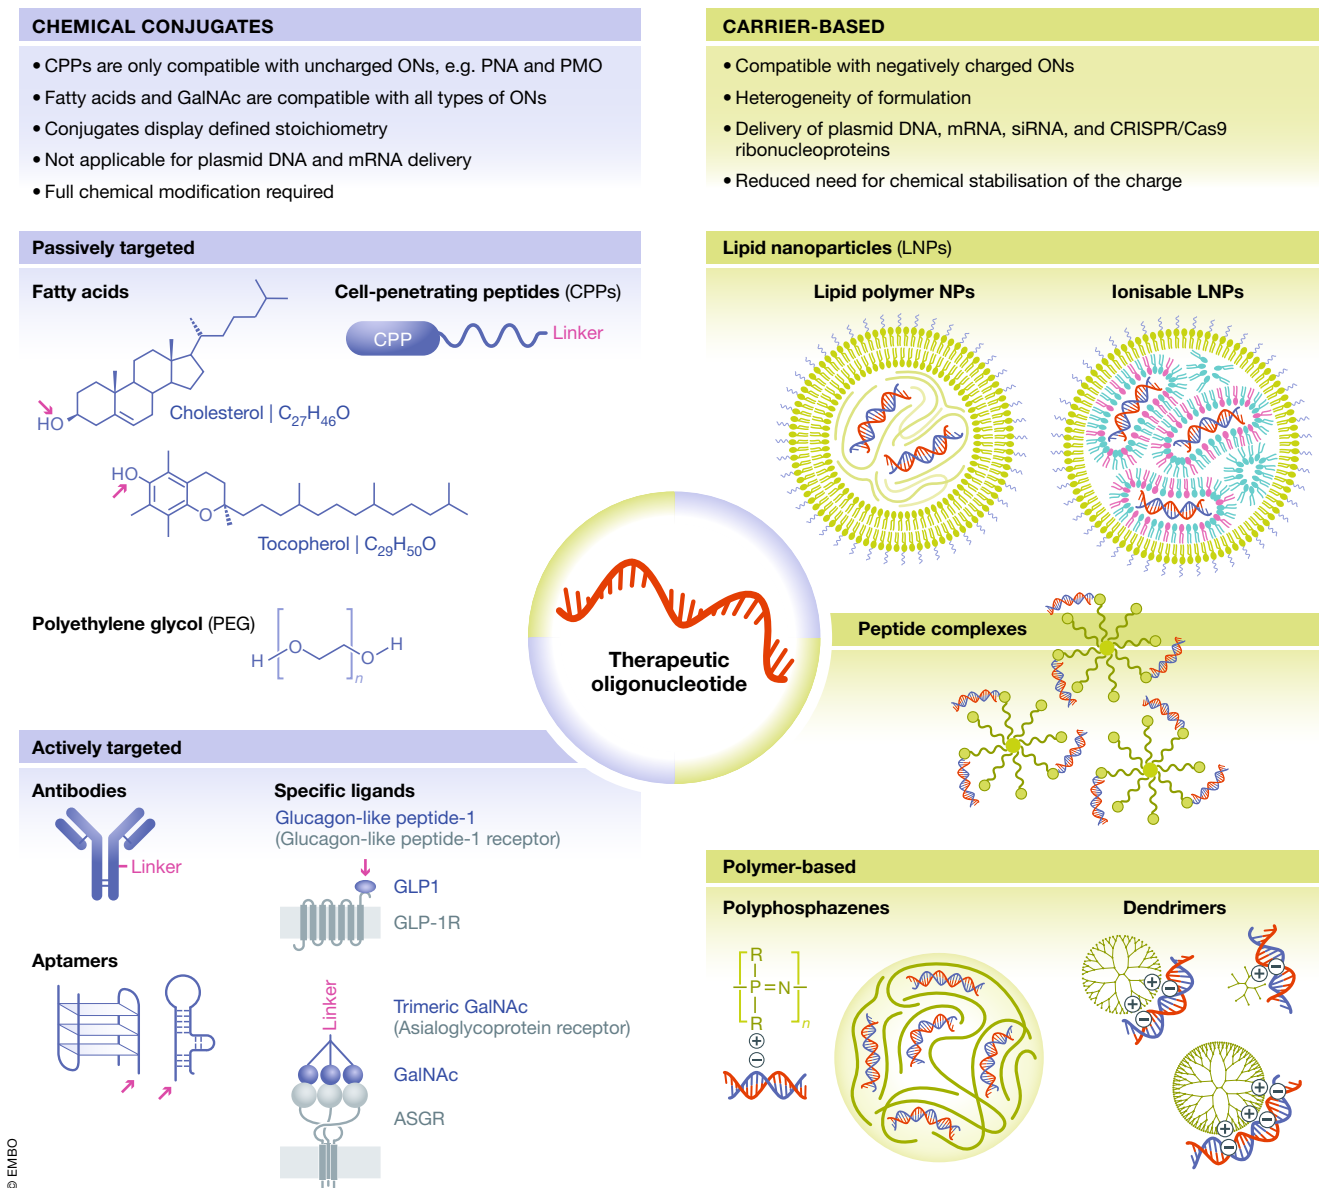 CHEMICAL CONJUGATES
• CPPs are only compatible with uncharged ONs, e.g. PNA and PMO
• Fatty acids and GalNAc are compatible with all types of ONs
• Conjugates display defined stoichiometry
• Not applicable for plasmid DNA and mRNA delivery
• Full chemical modification required
CARRIER-BASED
• Compatible with negatively charged ONs
• Heterogeneity of formulation
• Delivery of plasmid DNA, mRNA, siRNA, and CRISPR/Cas9
ribonucleoproteins
• Reduced need for chemical stabilisation of the charge
Passively targeted
Fatty acids
HO
Cholesterol | C27H46O
Cell-penetrating peptides (CPPs)
CPP
Linker
HO
O
Tocopherol | C29H50O
Polyethylene glycol (PEG)
H
O
O
H
n
Therapeutic
oligonucleotide
Actively targeted
Antibodies
Linker
Aptamers
Specific ligands
Glucagon-like peptide-1
(Glucagon-like peptide-1 receptor)
GLP1
GLP-1R
Linker
Trimeric GalNAc
(Asialoglycoprotein receptor)
GalNAc
ASGR
Lipid nanoparticles (LNPs)
Lipid polymer NPs
Ionisable LNPs
Peptide complexes
Polymer-based
Polyphosphazenes
R
P=N
R
n
+
−
Dendrimers
+ −
+
−
+ −
+ −
+
−
© EMBO